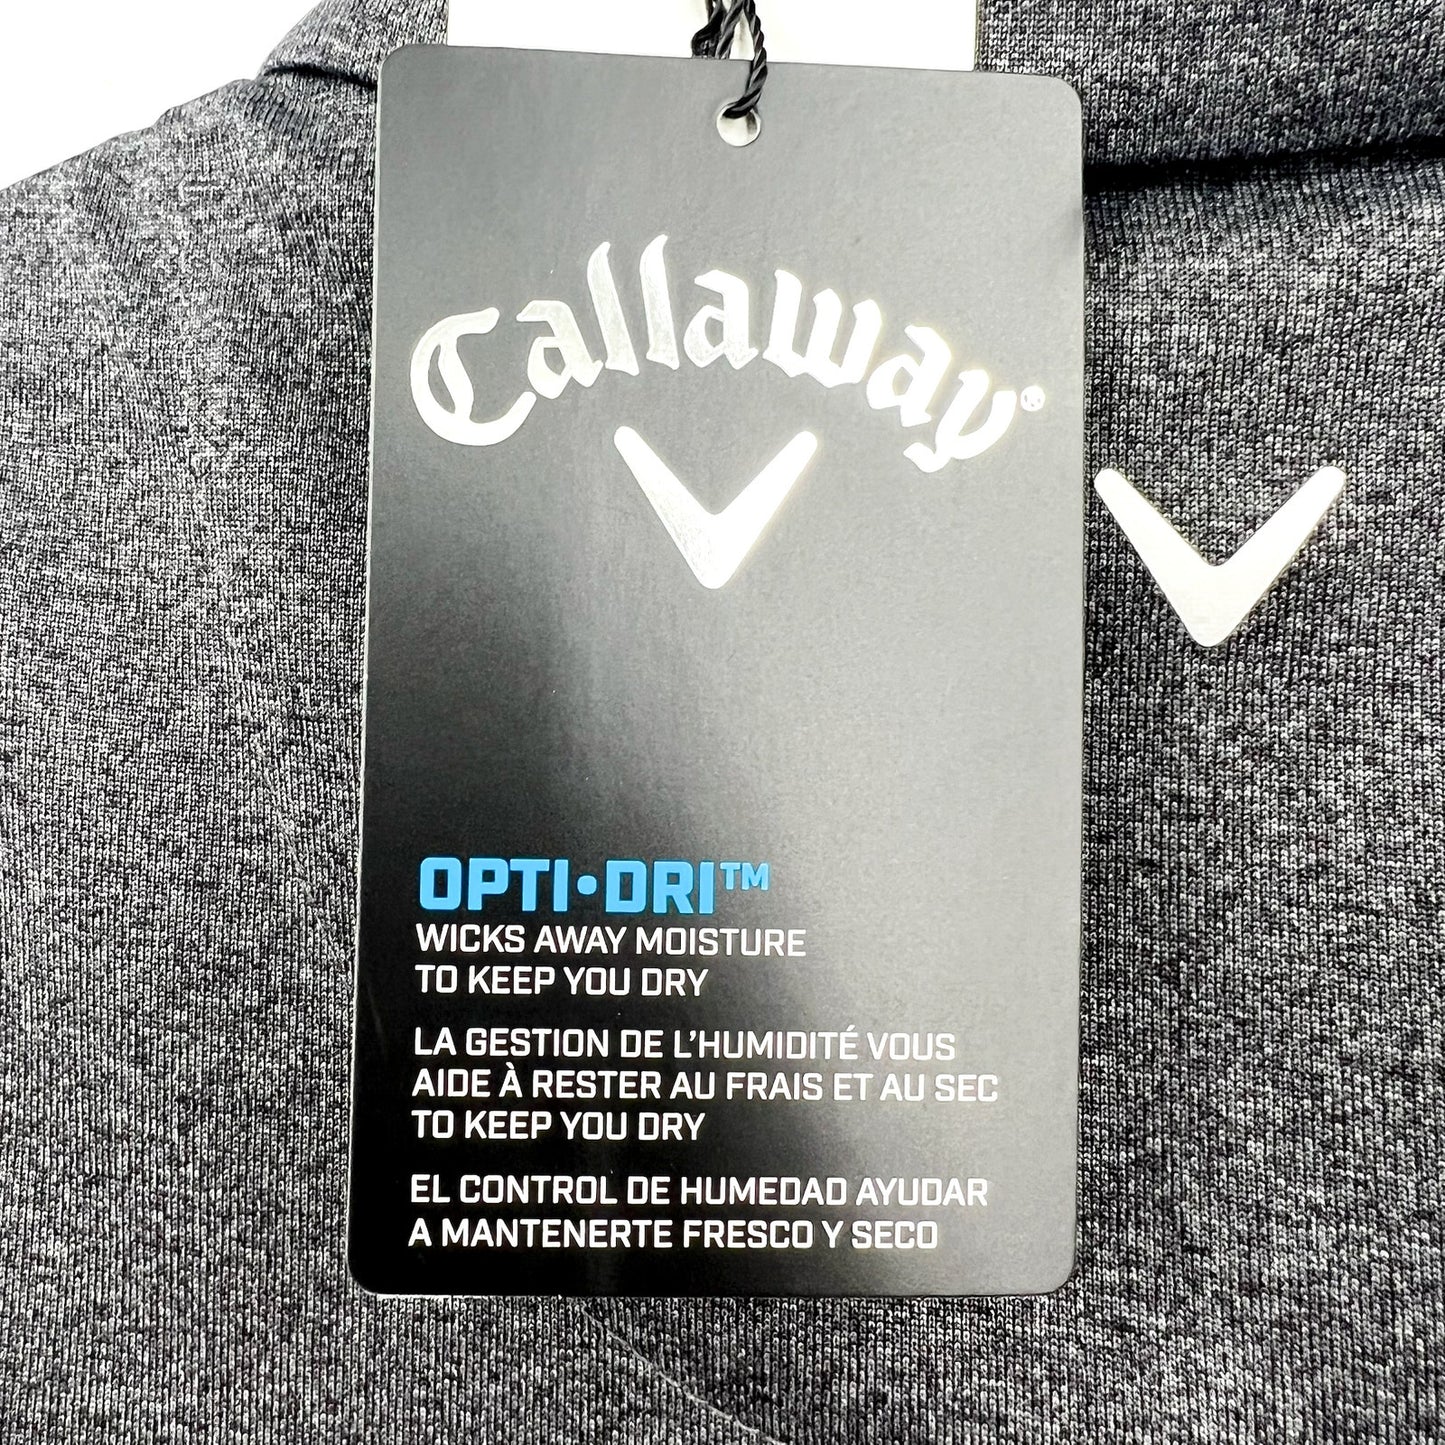 Callaway®
OPTI•DRI™
WICKS AWAY MOISTURE
TO KEEP YOU DRY
LA GESTION DE L'HUMIDITÉ VOUS
AIDE À RESTER AU FRAIS ET AU SEC
TO KEEP YOU DRY
EL CONTROL DE HUMEDAD AYUDAR
A MANTENERTE FRESCO Y SECO